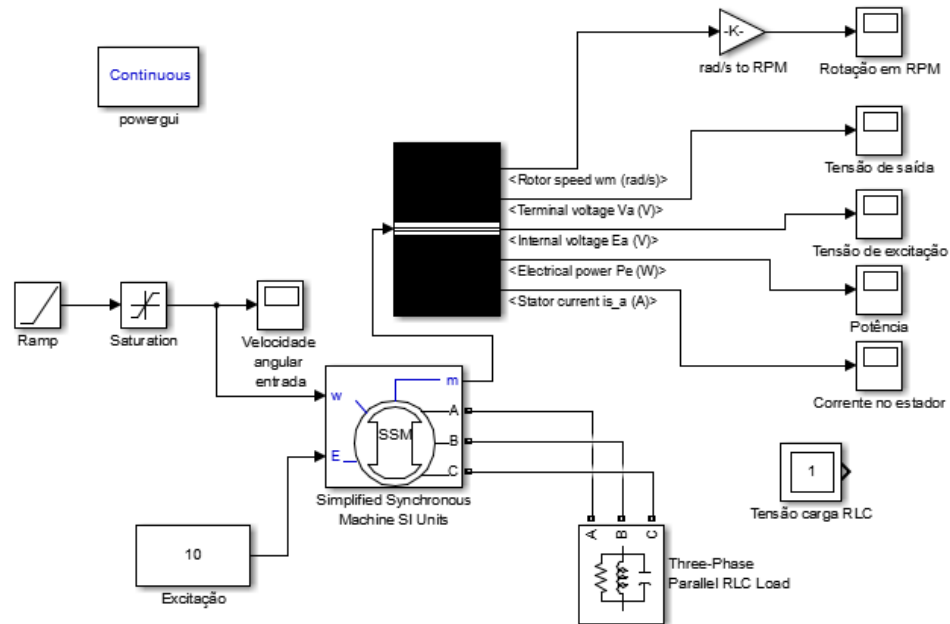 Continuous
powergui
-K-
rad/s to RPM
Rotação em RPM
<Rotor speed wm (rad/s)>
Tensão de saída
<Terminal voltage Va (V)>
<Internal voltage Ea (V)>
Tensão de excitação
<Electrical power Pe (W)>
<Stator current is_a (A)>
Potência
Ramp
Saturation
Velocidade
angular
entrada
Corrente no estador
w
m
A
SSM
B
E
C
Simplified Synchronous
Machine SI Units
1
Tensão carga RLC
10
Excitação
A
B
C
Three-Phase
Parallel RLC Load